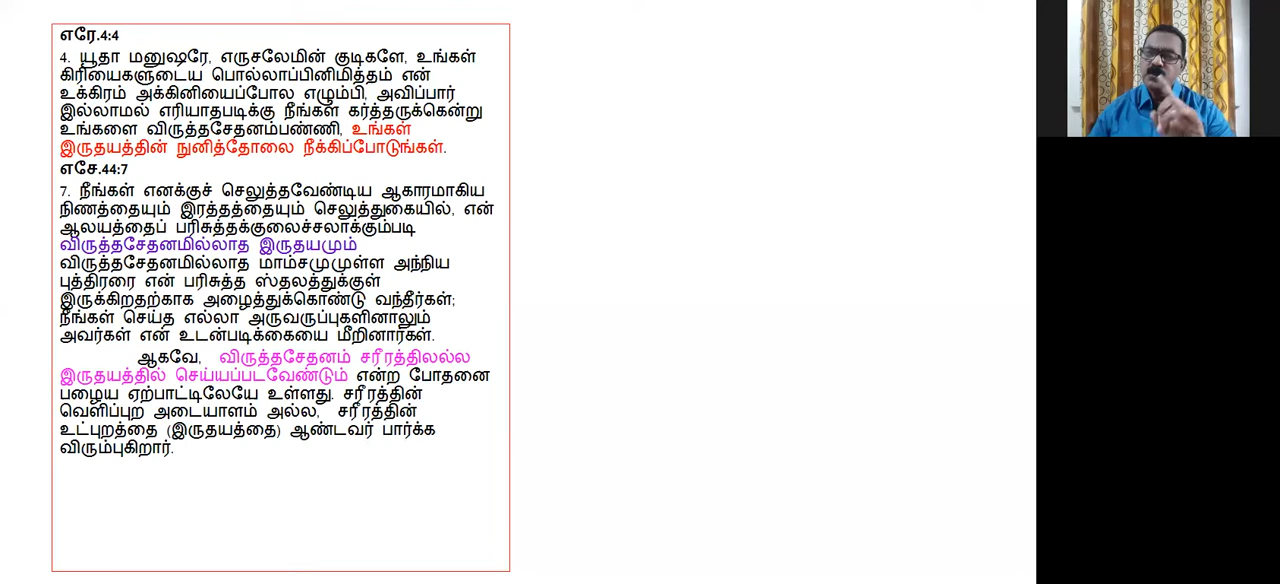 எரே.4:4
4. யூதா மனுஷரே, எருசலேமின் குடிகளே, உங்கள்
கிரியைகளுடைய பொல்லாப்பினிமித்தம் என்
உக்கிரம் அக்கினியைப்போல எழும்பி, அவிப்பார்
இல்லாமல் எரியாதபடிக்கு நீங்கள் கர்த்தருக்கென்று
உங்களை விருத்தசேதனம்பண்ணி, உங்கள்
இருதயத்தின் நுனித்தோலை நீக்கிப்போடுங்கள்.
எசே.44:7
7. நீங்கள் எனக்குச் செலுத்தவேண்டிய ஆகாரமாகிய
நிணத்தையும் இரத்தத்தையும் செலுத்துகையில், என்
ஆலயத்தைப் பரிசுத்தக்குலைச்சலாக்கும்படி
விருத்தசேதனமில்லாத இருதயமும்
விருத்தசேதனமில்லாத மாம்சமுமுள்ள அந்நிய
புத்திரரை என் பரிசுத்த ஸ்தலத்துக்குள்
இருக்கிறதற்காக அழைத்துக்கொண்டு வந்தீர்கள்;
நீங்கள் செய்த எல்லா அருவருப்புகளினாலும்
அவர்கள் என் உடன்படிக்கையை மீறினார்கள்.
ஆகவே, விருத்தசேதனம் சரீரத்திலல்ல
இருதயத்தில் செய்யப்படவேண்டும் என்ற போதனை
பழைய ஏற்பாட்டிலேயே உள்ளது. சரீரத்தின்
வெளிப்புற அடையாளம் அல்ல, சரீரத்தின்
உட்புறத்தை (இருதயத்தை) ஆண்டவர் பார்க்க
விரும்புகிறார்.